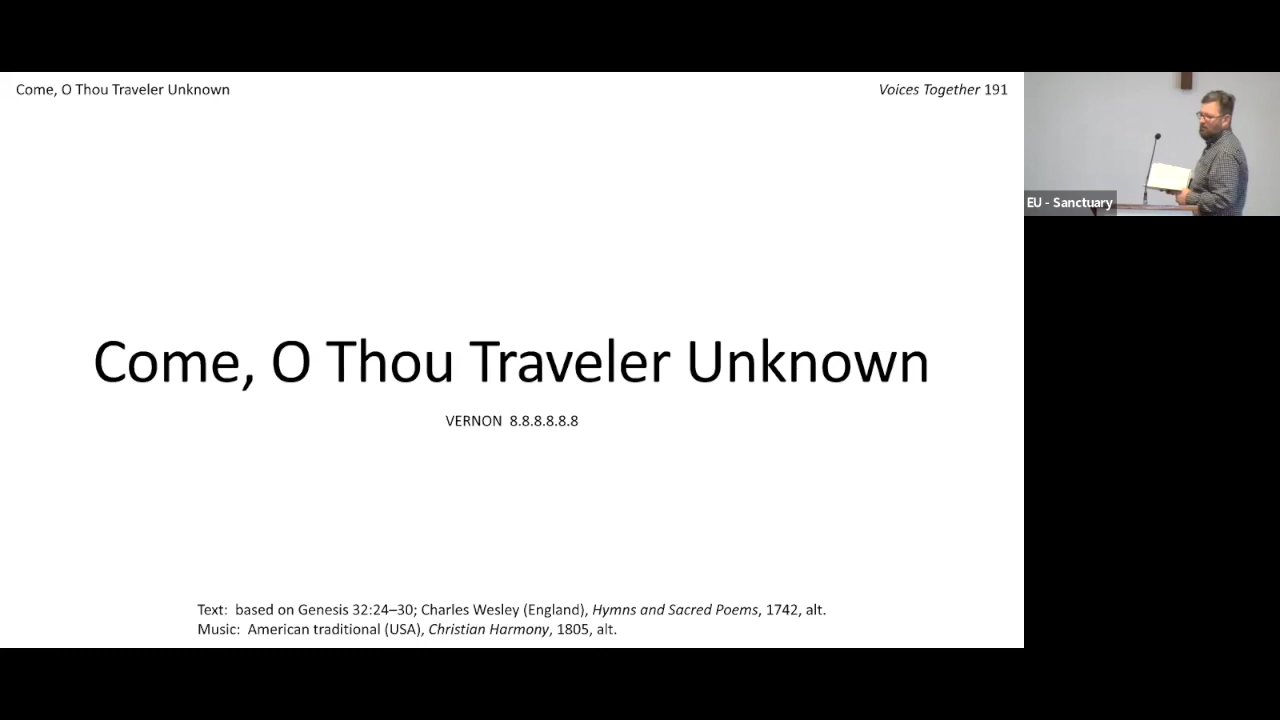 Come, O Thou Traveler Unknown
Voices Together 191
EU - Sanctuary
Come, O Thou Traveler Unknown
VERNON 8.8.8.8.8.8
Text: based on Genesis 32:24–30; Charles Wesley (England), Hymns and Sacred Poems, 1742, alt.
Music: American traditional (USA), Christian Harmony, 1805, alt.